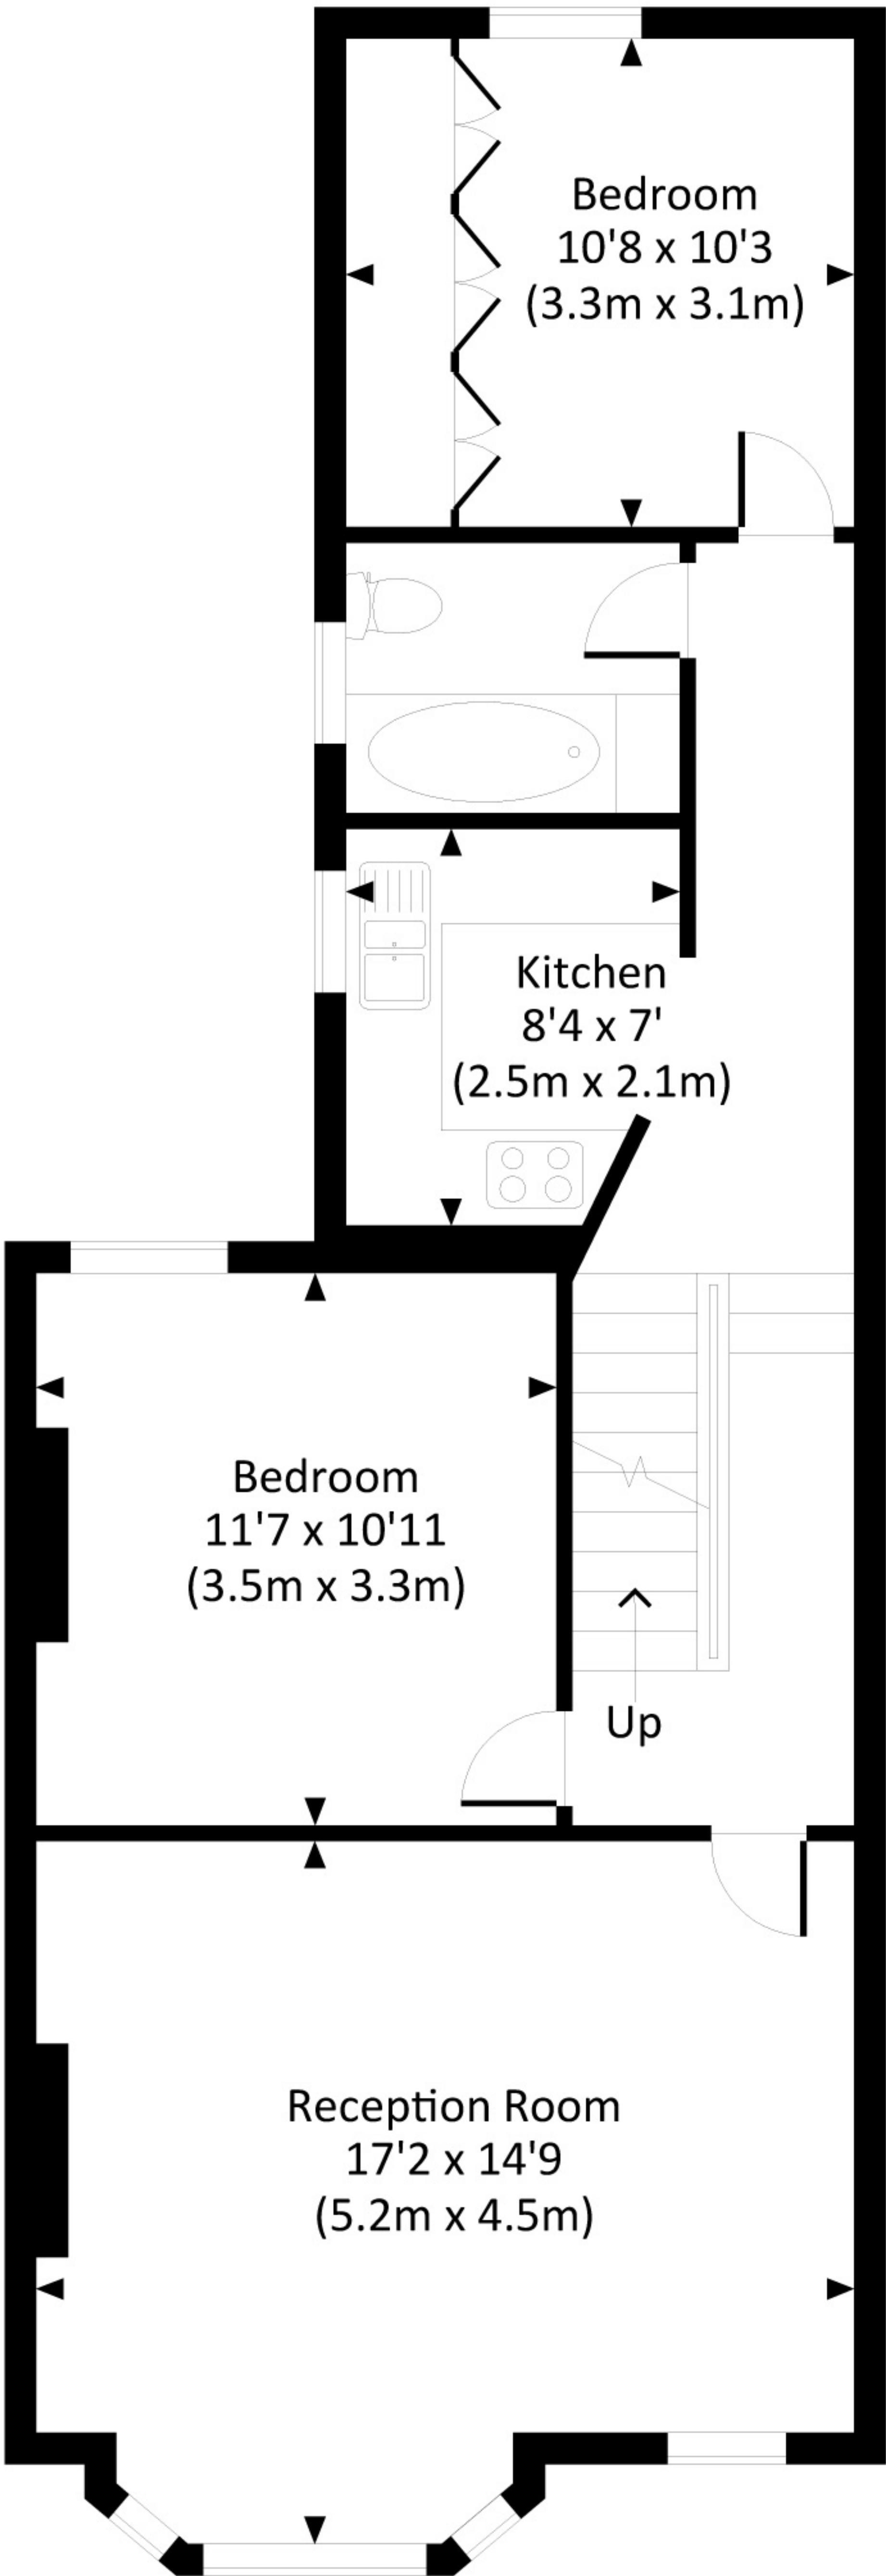 Bedroom
10'8 x 10'3
(3.3m x 3.1m)
Kitchen
8'4 x 7'
(2.5m x 2.1m)
Bedroom
11'7 x 10'11
(3.5m x 3.3m)
Up
Reception Room
17'2 x 14'9
(5.2m x 4.5m)